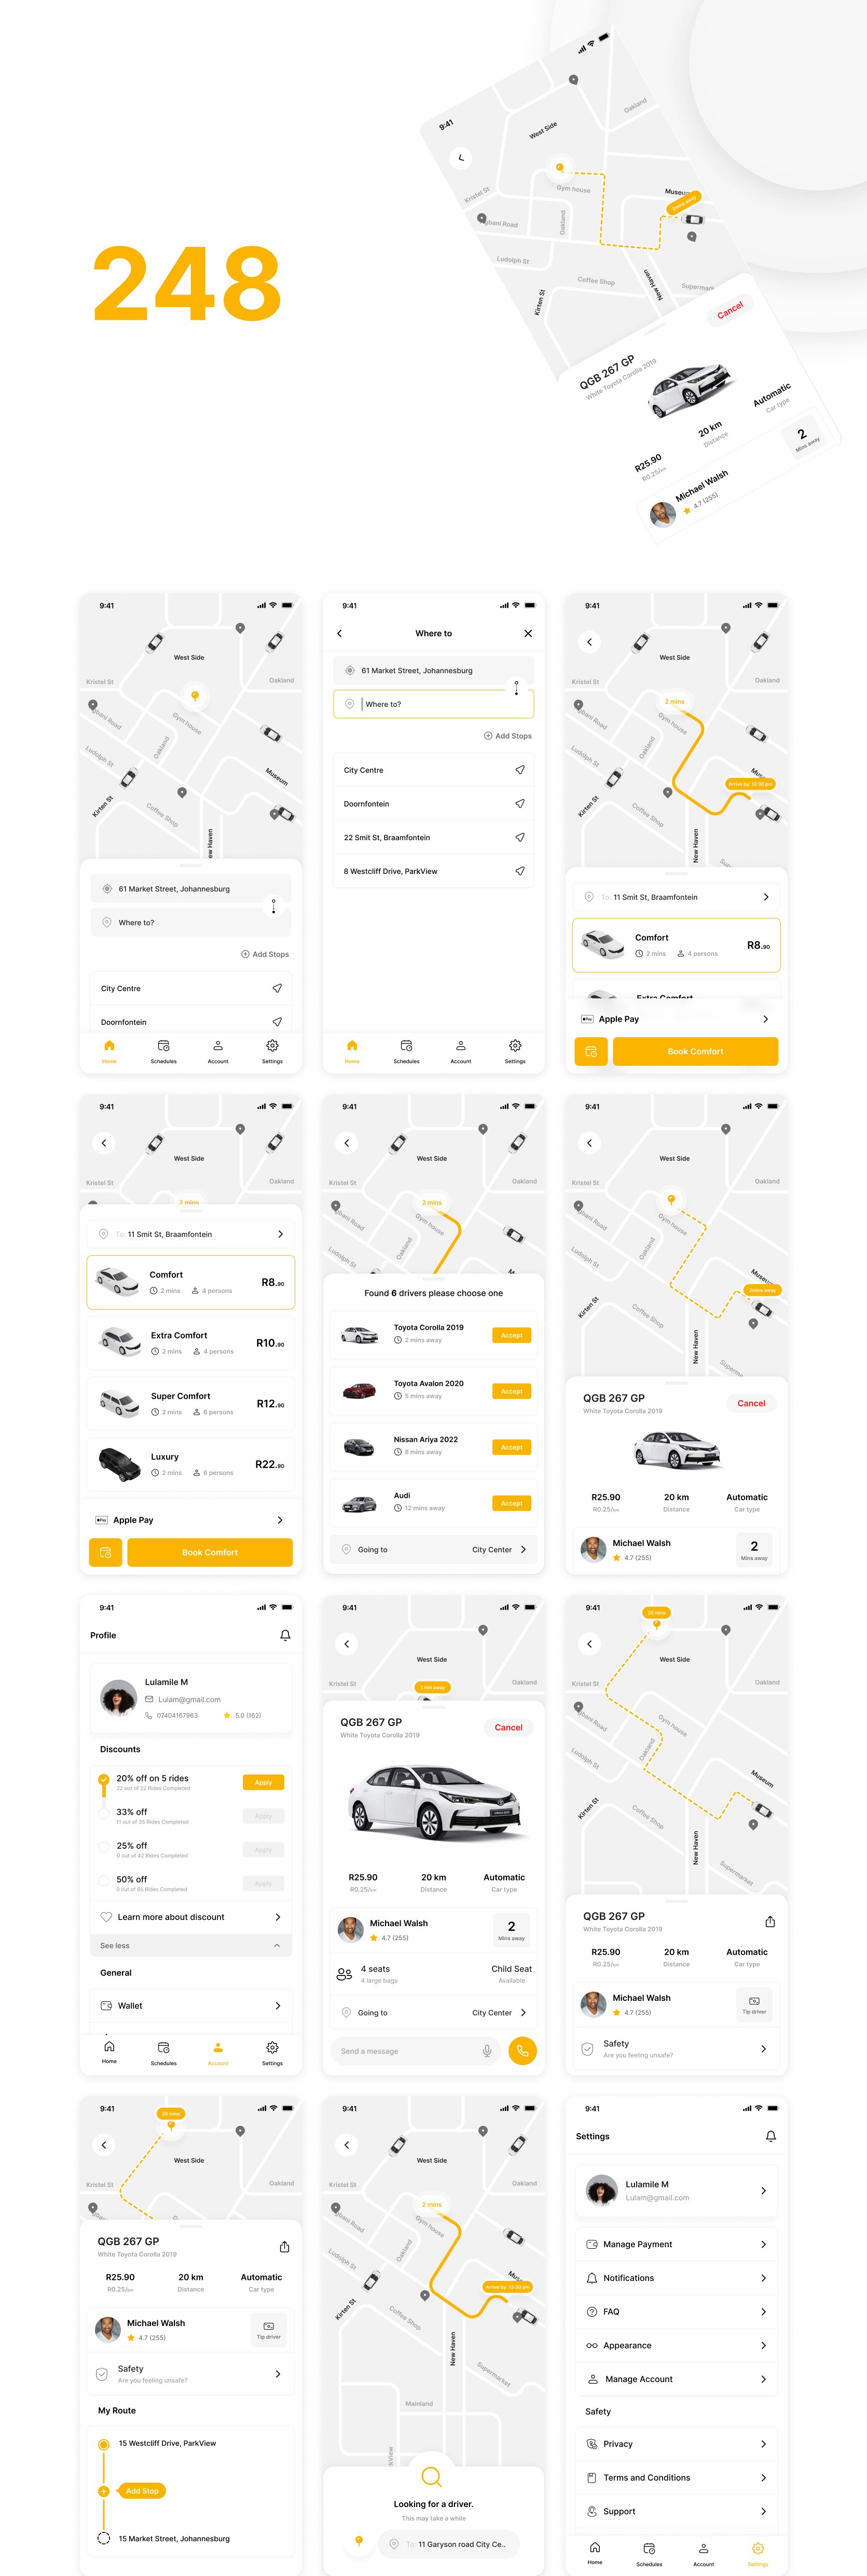 248
9:41
West Side
Oakland
Kristel St
Gym house
Museum
2mins away
Oakland
Ludolph St
Coffee Shop
New Haven
Kirten St
Cancel
QGB 267 GP
White Toyota Corolla 2019
R25.90
R0.25/km
20 km
Distance
Automatic
Car type
Michael Walsh
4.7 (255)
2
Mins away
9:41
West Side
Kristel St
Oakland
Gym house
Oakland
Ludolph St
Museum
Kirten St
Coffee Shop
61 Market Street, Johannesburg
Where to?
Add Stops
City Centre
Doornfontein
Home
Schedules
Account
Settings
9:41
Where to
61 Market Street, Johannesburg
Where to?
Add Stops
City Centre
Doornfontein
22 Smit St, Braamfontein
8 Westcliff Drive, ParkView
Home
Schedules
Account
Settings
9:41
West Side
Kristel St
Oakland
2 mins
Gym house
Oakland
Ludolph St
Arrive by: 12:30 pm
Kirten St
Coffee Shop
New Haven
To: 11 Smit St, Braamfontein
Comfort
2 mins
4 persons
R8.90
Extra Comfort
Apple Pay
Book Comfort
9:41
West Side
Kristel St
Oakland
2 mins
To: 11 Smit St, Braamfontein
Comfort
2 mins
4 persons
R8.90
Extra Comfort
2 mins
4 persons
R10.90
Super Comfort
2 mins
6 persons
R12.90
Luxury
2 mins
6 persons
R22.90
Apple Pay
Book Comfort
9:41
West Side
Kristel St
Oakland
2 mins
Gym house
Oakland
Ludolph St
Found 6 drivers please choose one
Toyota Corolla 2019
2 mins away
Accept
Toyota Avalon 2020
5 mins away
Accept
Nissan Ariya 2022
8 mins away
Accept
Audi
12 mins away
Accept
Going to
City Center
9:41
West Side
Kristel St
Oakland
Gym house
Oakland
Ludolph St
2mins away
Kirten St
Coffee Shop
New Haven
QGB 267 GP
White Toyota Corolla 2019
Cancel
R25.90
R0.25/km
20 km
Distance
Automatic
Car type
Michael Walsh
4.7 (255)
2
Mins away
9:41
Profile
Lulamile M
Lulam@gmail.com
07404167963
5.0 (162)
Discounts
20% off on 5 rides
22 out of 22 Rides Completed
Apply
33% off
11 out of 35 Rides Completed
Apply
25% off
0 out of 42 Rides Completed
Apply
50% off
0 out of 65 Rides Completed
Apply
Learn more about discount
See less
General
Wallet
Home
Schedules
Account
Settings
9:41
West Side
Kristel St
Oakland
1 min away
QGB 267 GP
White Toyota Corolla 2019
Cancel
R25.90
R0.25/km
20 km
Distance
Automatic
Car type
Michael Walsh
4.7 (255)
2
Mins away
4 seats
4 large bags
Child Seat
Available
Going to
City Center
Send a message
9:41
West Side
Kristel St
Oakland
Gym house
Oakland
Ludolph St
Museum
Kirten St
Coffee Shop
New Haven
Supermarket
QGB 267 GP
White Toyota Corolla 2019
R25.90
R0.25/km
20 km
Distance
Automatic
Car type
Michael Walsh
4.7 (255)
Tip driver
Safety
Are you feeling unsafe?
9:41
West Side
Kristel St
Oakland
QGB 267 GP
White Toyota Corolla 2019
R25.90
R0.25/km
20 km
Distance
Automatic
Car type
Michael Walsh
4.7 (255)
Tip driver
Safety
Are you feeling unsafe?
My Route
15 Westcliff Drive, ParkView
Add Stop
15 Market Street, Johannesburg
9:41
West Side
Kristel St
Oakland
2 mins
Gym house
Oakland
Ludolph St
Arrive by: 12:30 pm
Kirten St
Coffee Shop
New Haven
Supermarket
Mainland
Looking for a driver.
This may take a while
To: 11 Garyson road City Ce..
9:41
Settings
Lulamile M
Lulam@gmail.com
Manage Payment
Notifications
FAQ
Appearance
Manage Account
Safety
Privacy
Terms and Conditions
Support
Home
Schedules
Account
Settings